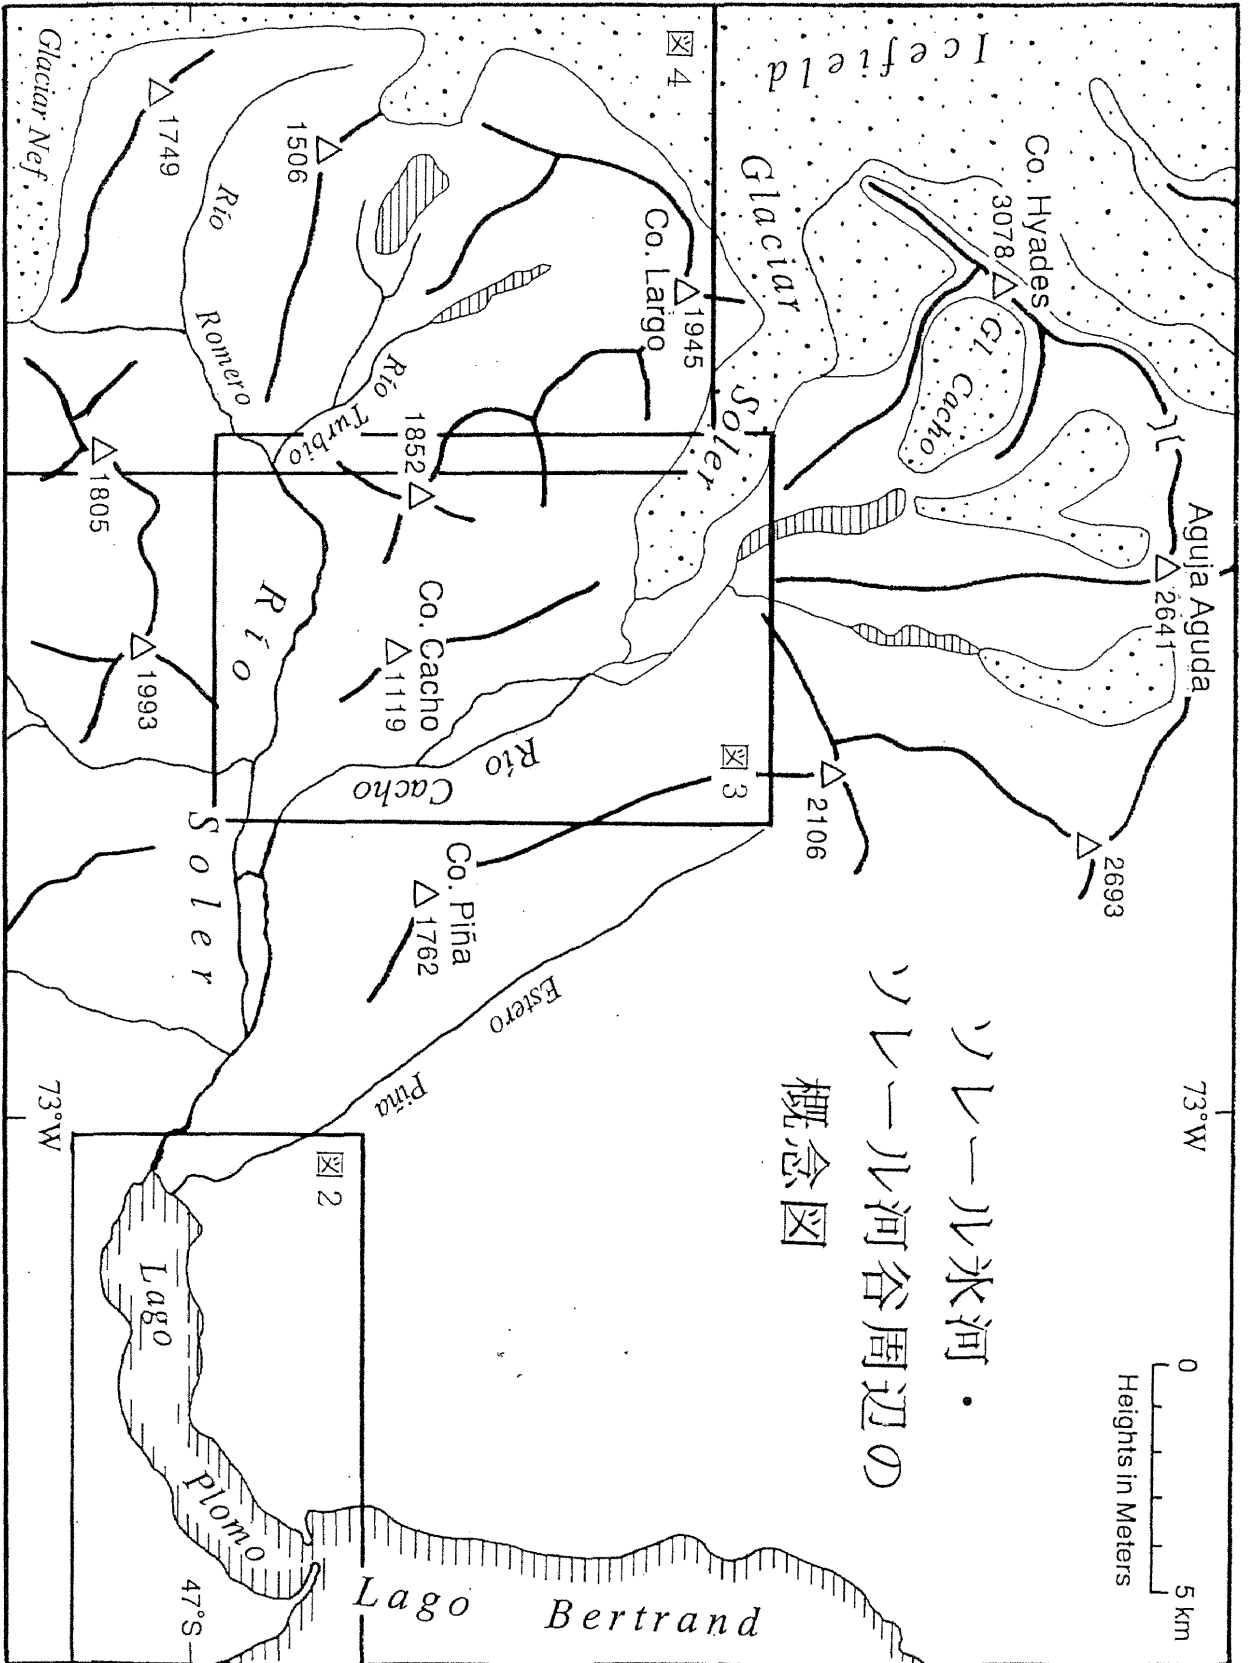 ソレール氷河・
ソレール河谷周辺の
概念図
0
5 km
Heights in Meters
73°W
73°W
47°S
Icefield
Co. Hyades
3078
Gl. Cacho
Aguja Aguda
2641
2693
2106
Glaciar
Soler
図4
Co. Largo
1945
図3
Río
Cacho
Co. Cacho
1119
1852
Río
Turbio
1506
1749
Río
Romero
Glaciar Nef
1805
1993
Río
Soler
Co. Piña
1762
Estero
Piña
図2
Lago
Plomo
Lago
Bertrand